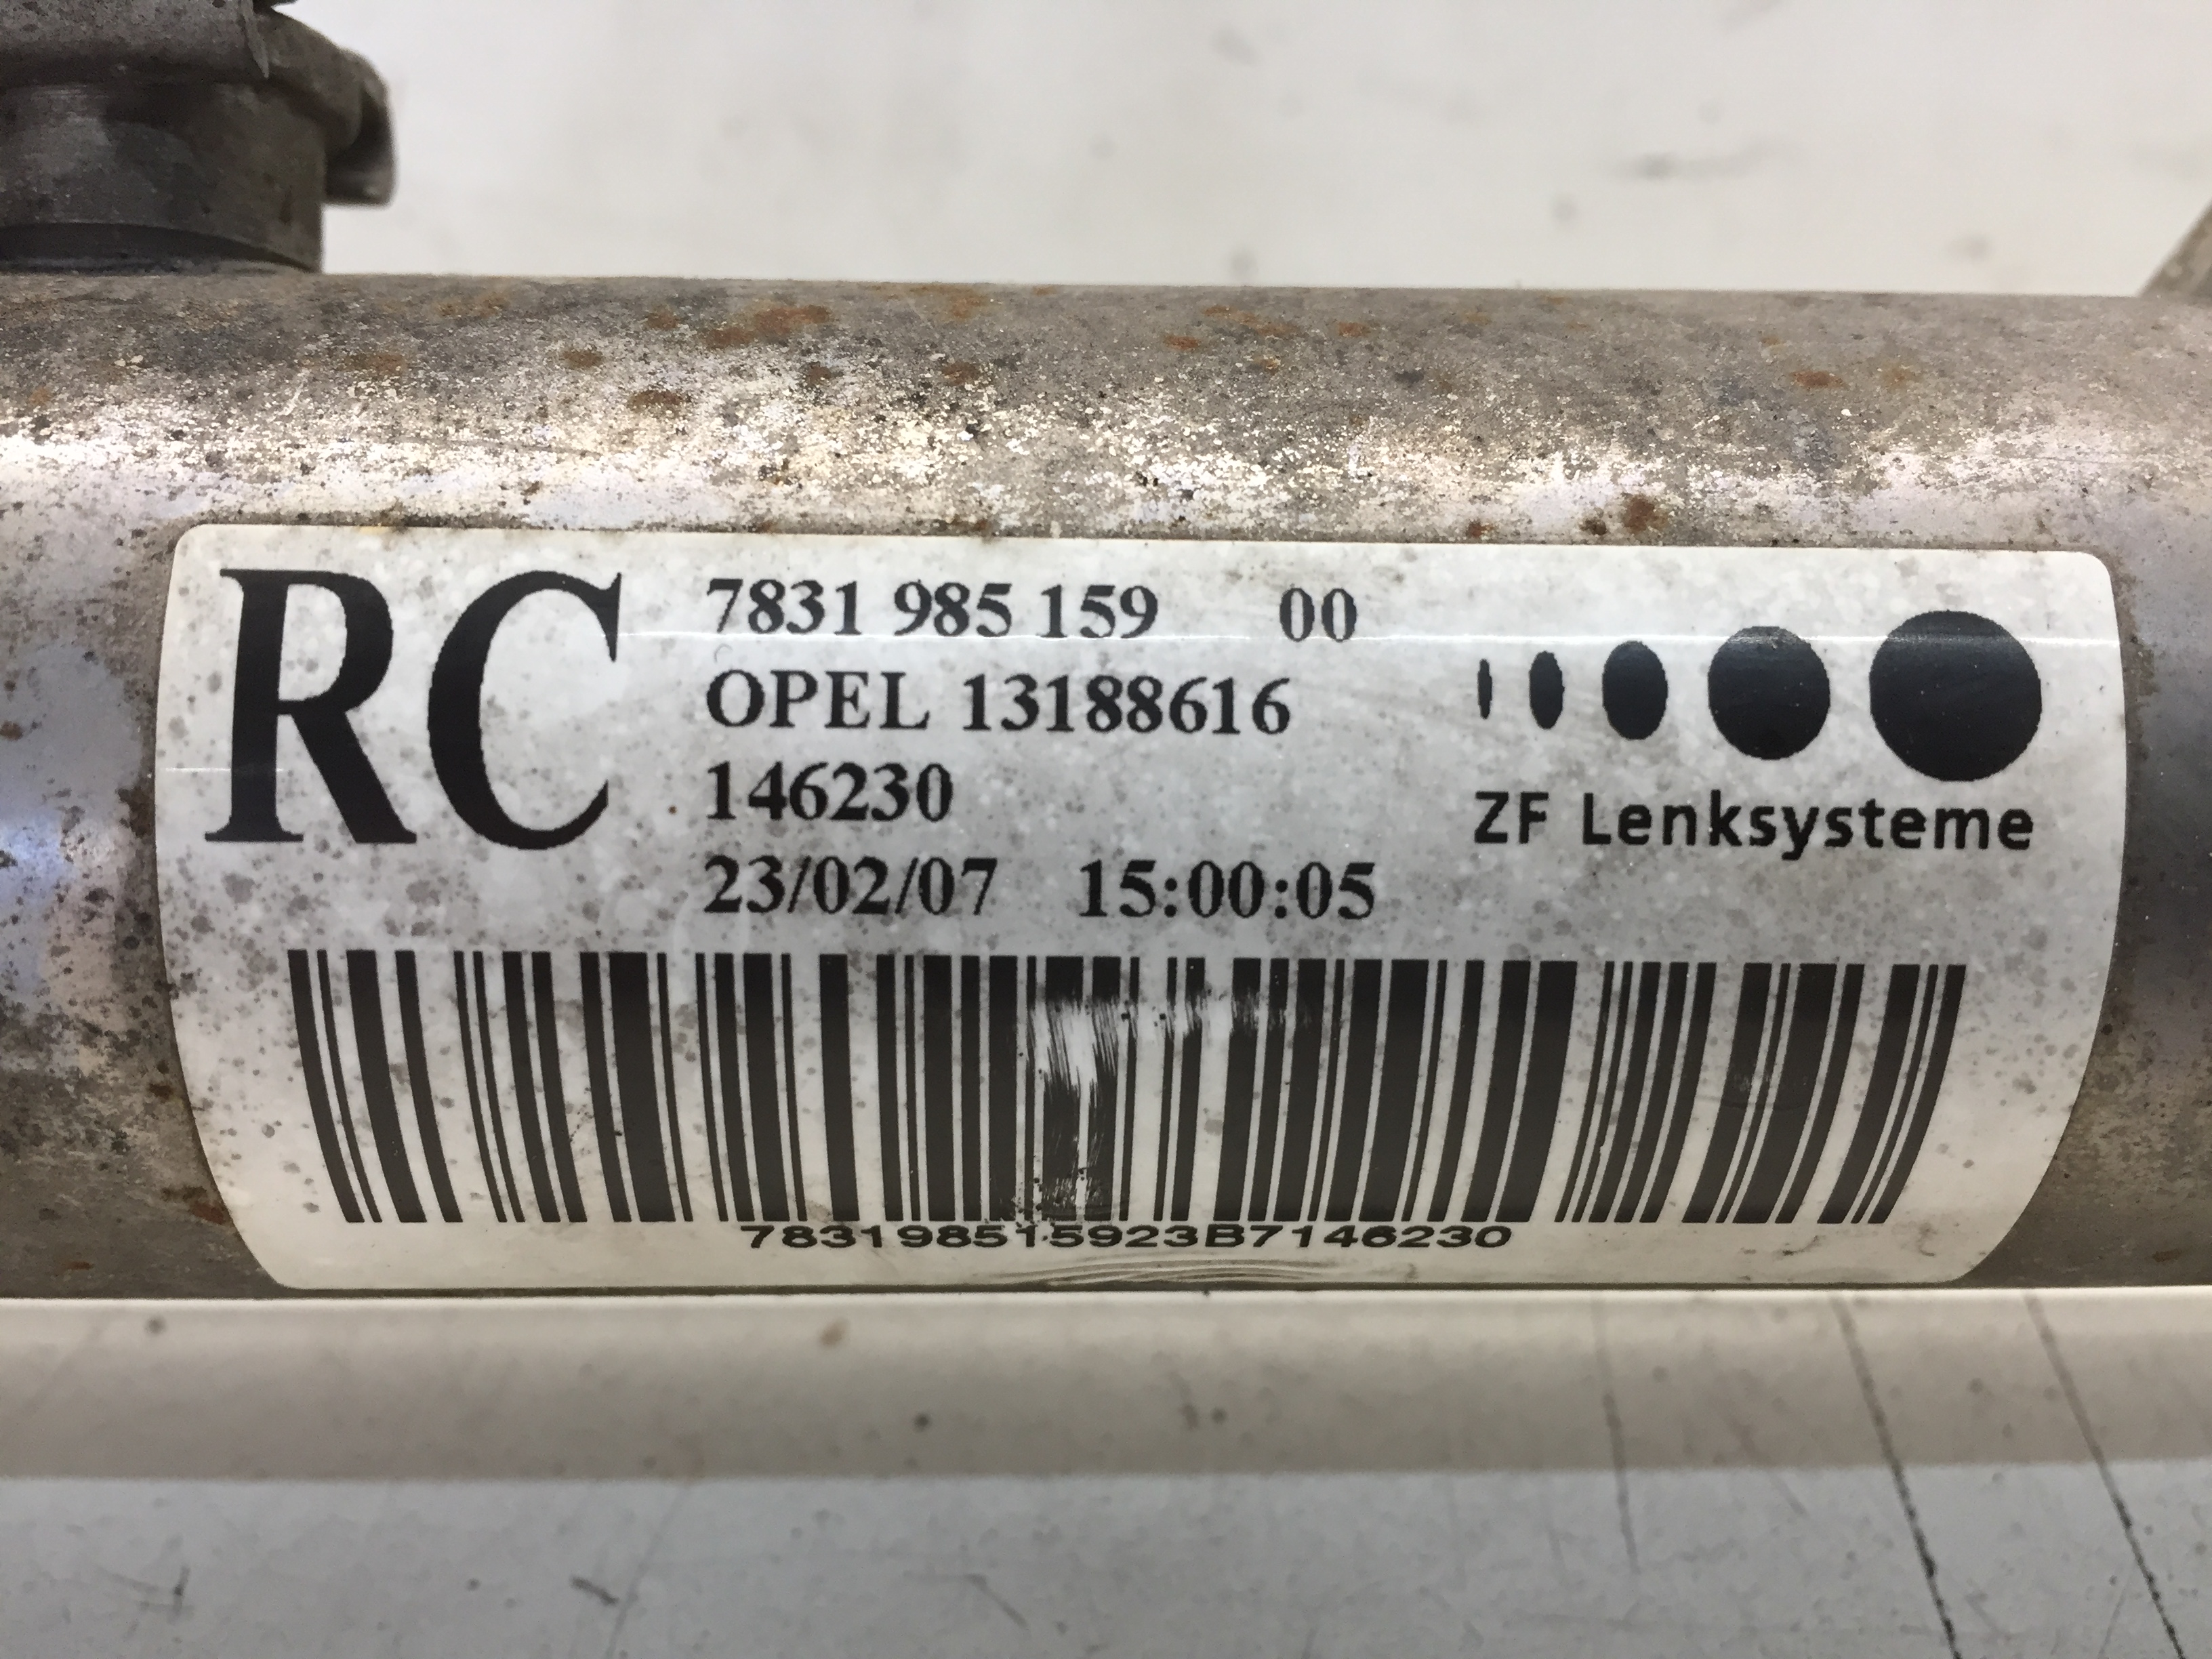 RC
7831 985 159 00
OPEL 13188616
146230
23/02/07 15:00:05
ZF Lenksysteme
783198515923B7146230